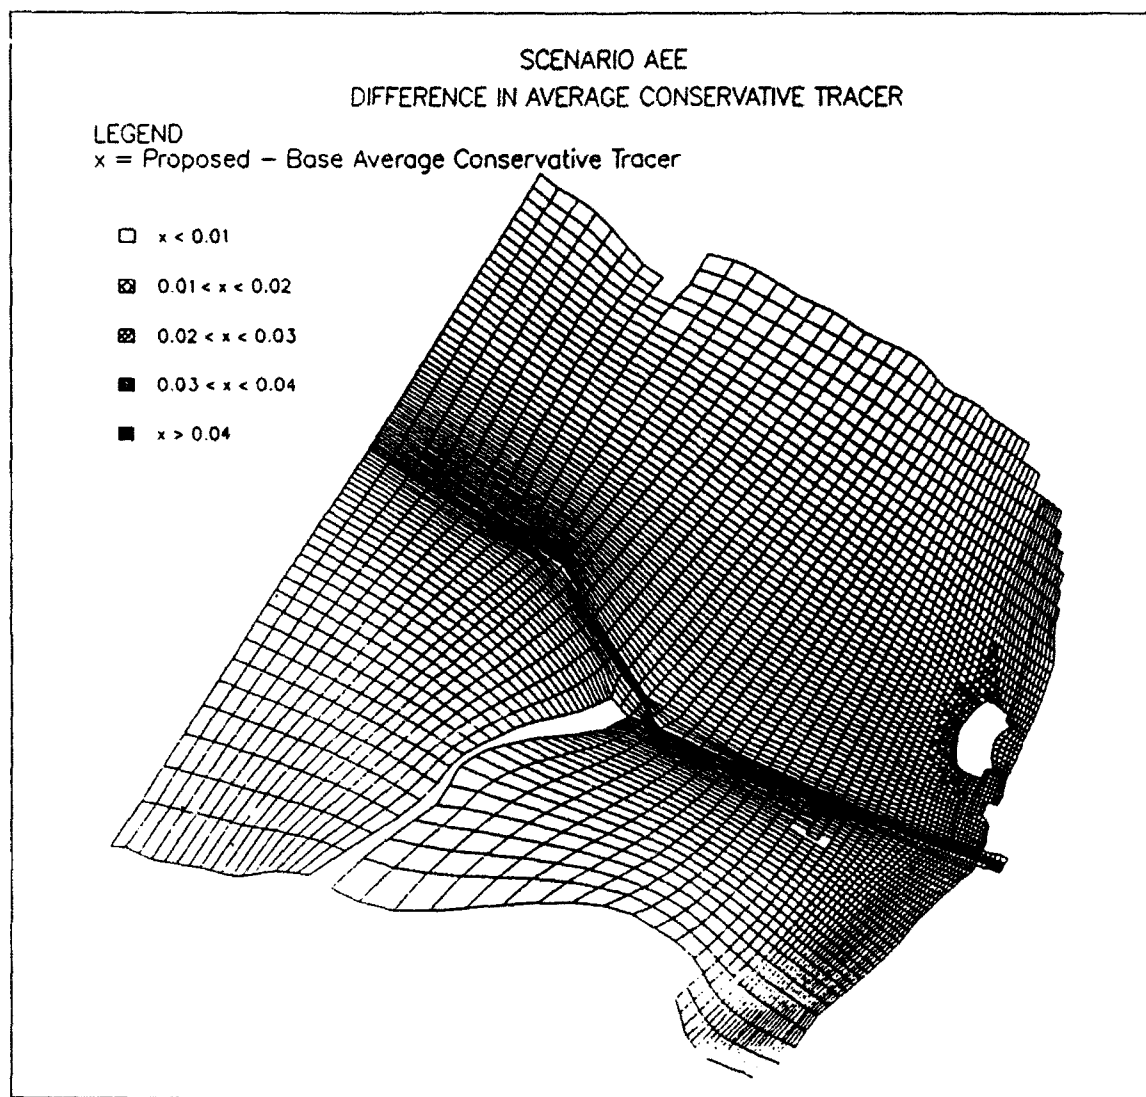 SCENARIO AEE
DIFFERENCE IN AVERAGE CONSERVATIVE TRACER
LEGEND
x = Proposed – Base Average Conservative Tracer
x < 0.01
0.01 < x < 0.02
0.02 < x < 0.03
0.03 < x < 0.04
x > 0.04